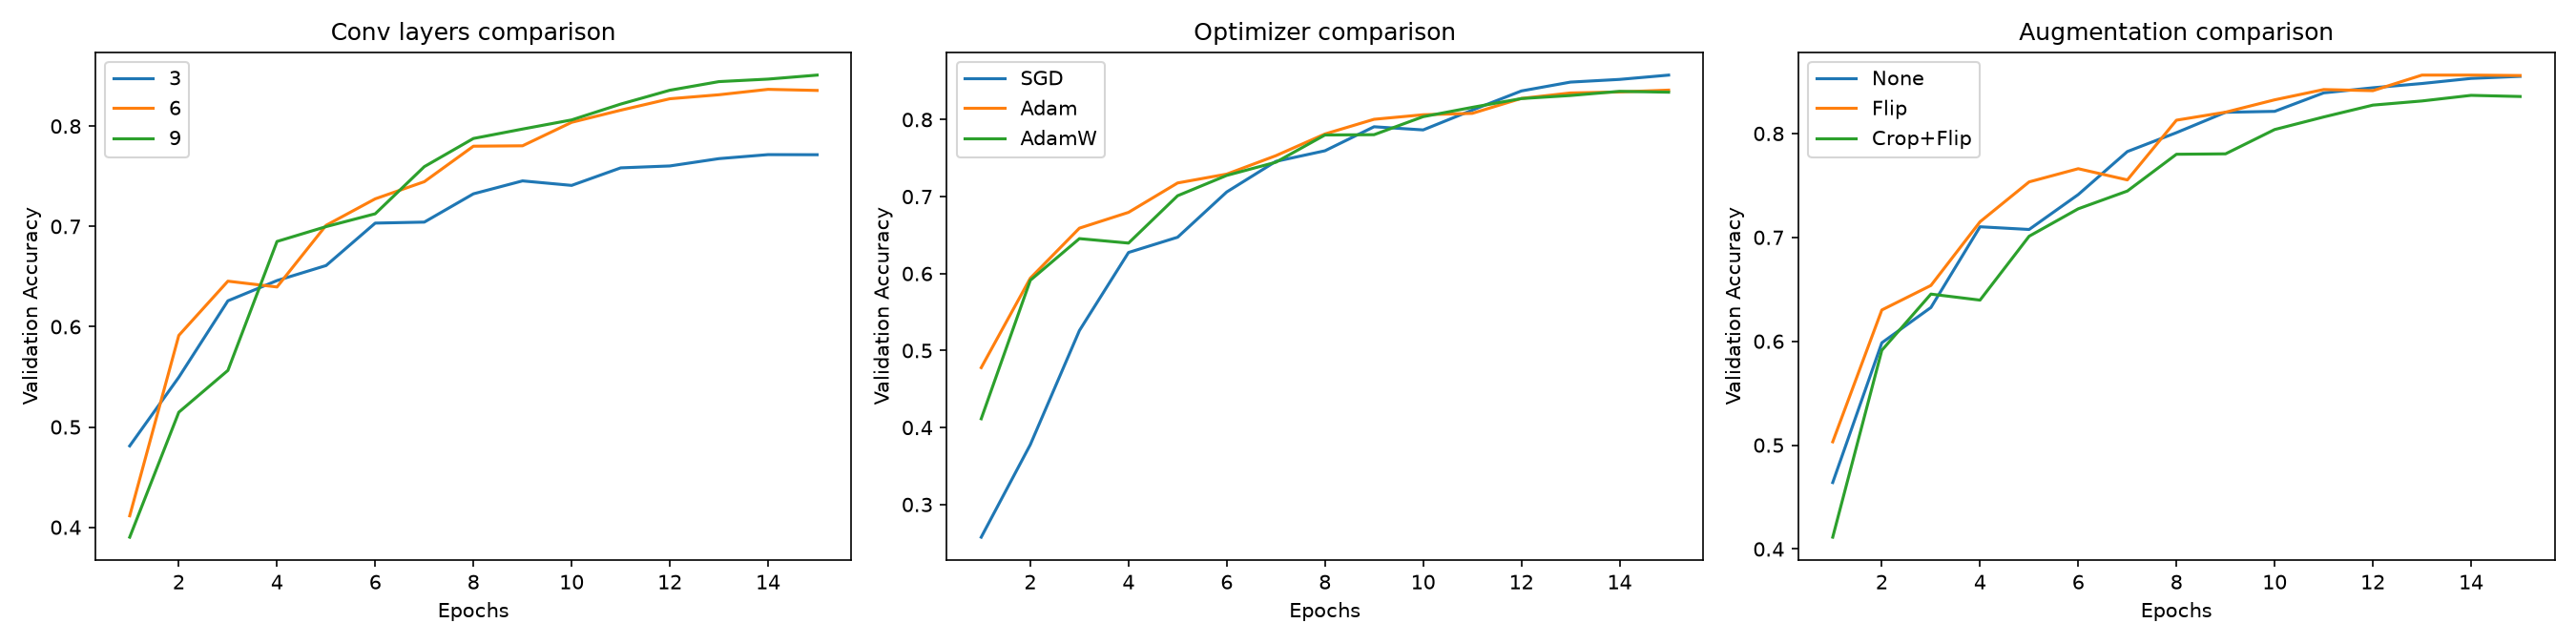 Conv layers comparison
3
6
9
0.8
0.7
0.6
0.5
0.4
Validation Accuracy
2 4 6 8 10 12 14
Epochs
Optimizer comparison
SGD
Adam
AdamW
0.8
0.7
0.6
0.5
0.4
0.3
Validation Accuracy
2 4 6 8 10 12 14
Epochs
Augmentation comparison
None
Flip
Crop+Flip
0.8
0.7
0.6
0.5
0.4
Validation Accuracy
2 4 6 8 10 12 14
Epochs